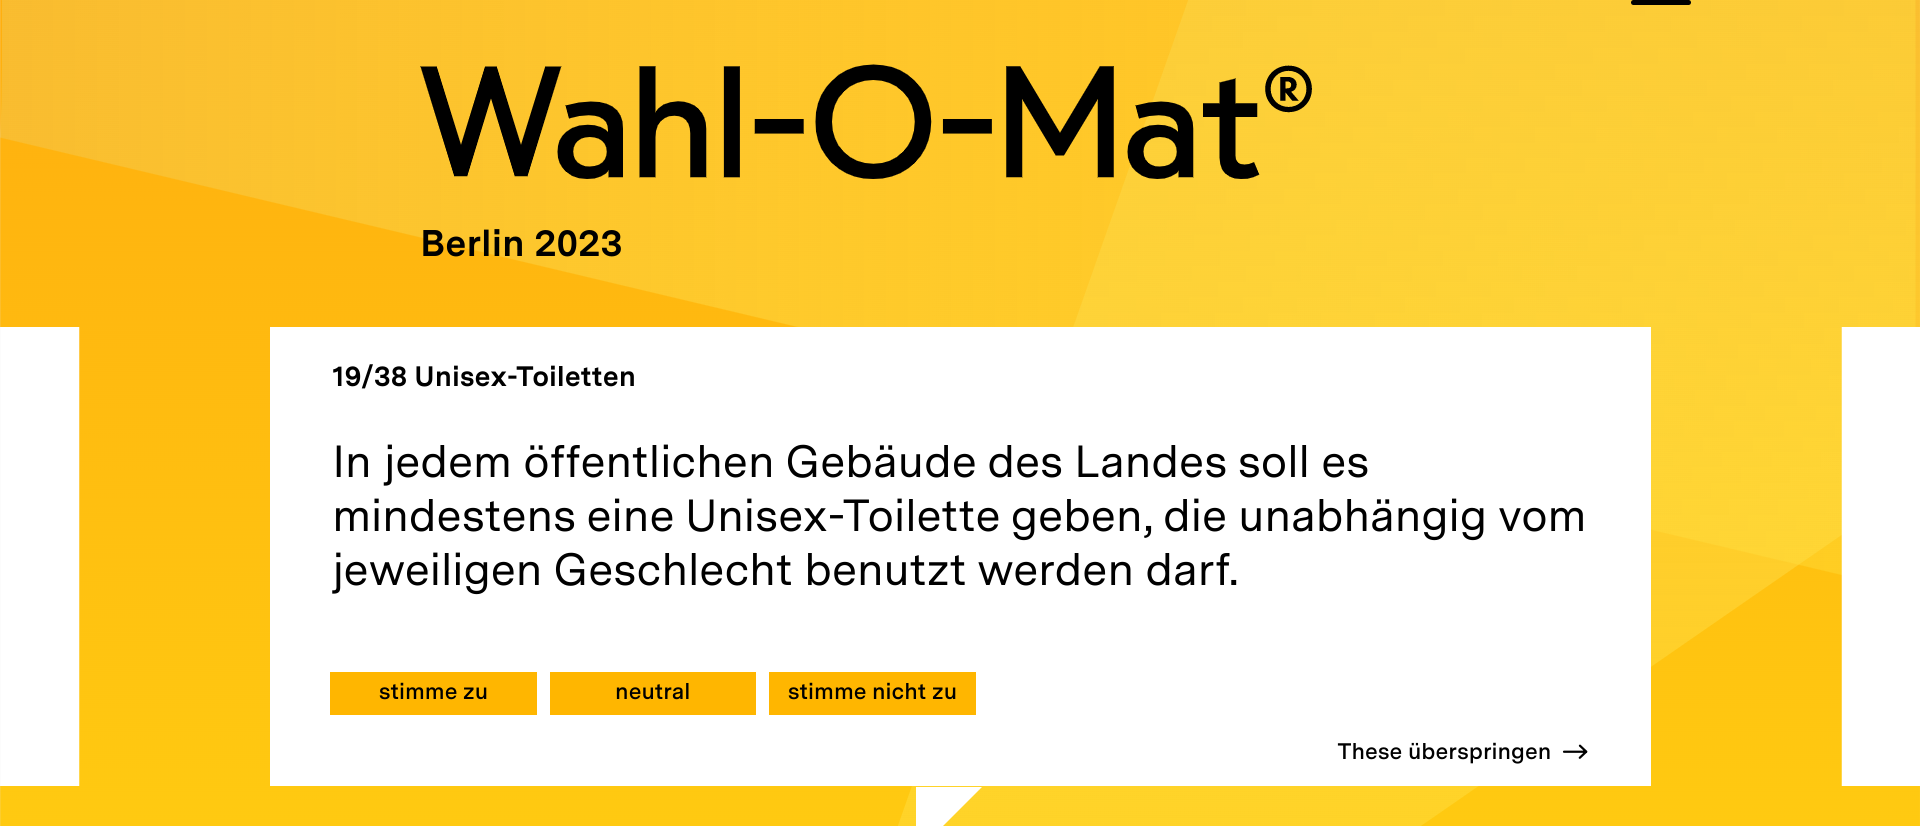 Wahl-O-Mat®
Berlin 2023
19/38 Unisex-Toiletten
In jedem öffentlichen Gebäude des Landes soll es
mindestens eine Unisex-Toilette geben, die unabhängig vom
jeweiligen Geschlecht benutzt werden darf.
stimme zu
neutral
stimme nicht zu
These überspringen →